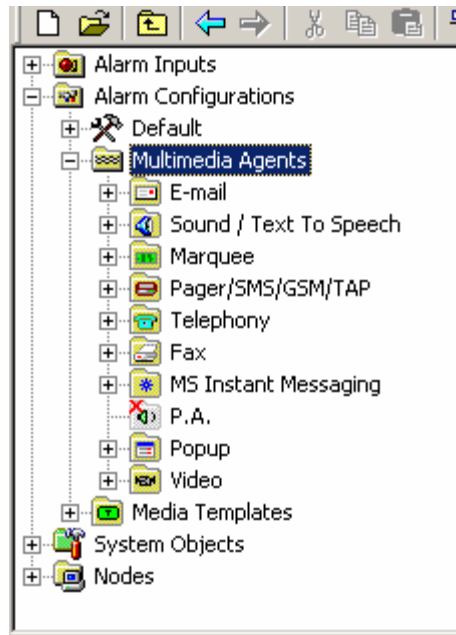 Alarm Inputs
Alarm Configurations
Default
Multimedia Agents
E-mail
Sound / Text To Speech
Marquee
Pager/SMS/GSM/TAP
Telephony
Fax
MS Instant Messaging
P.A.
Popup
Video
Media Templates
System Objects
Nodes